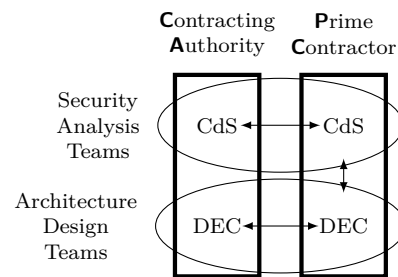 Contracting
Authority
Prime
Contractor
Security
Analysis
Teams
CdS
CdS
Architecture
Design
Teams
DEC
DEC